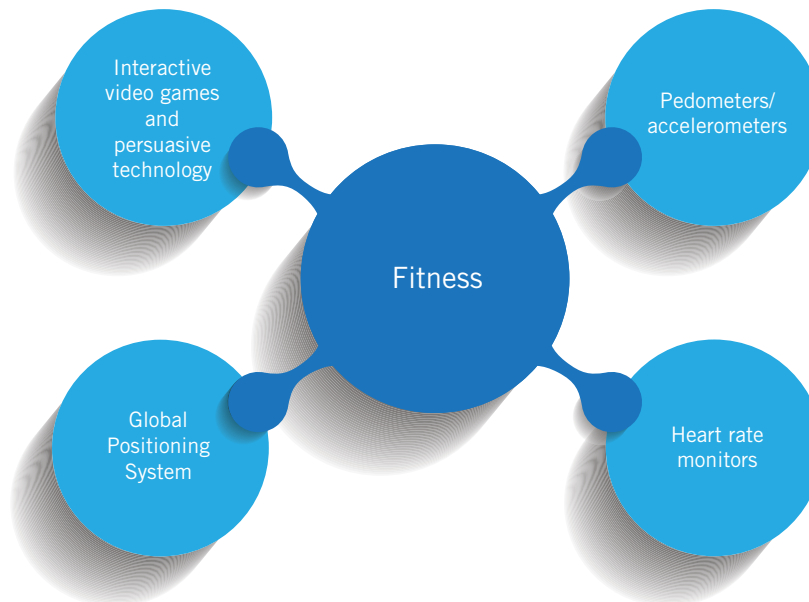 Interactive
video games
and
persuasive
technology
Pedometers/
accelerometers
Fitness
Global
Positioning
System
Heart rate
monitors